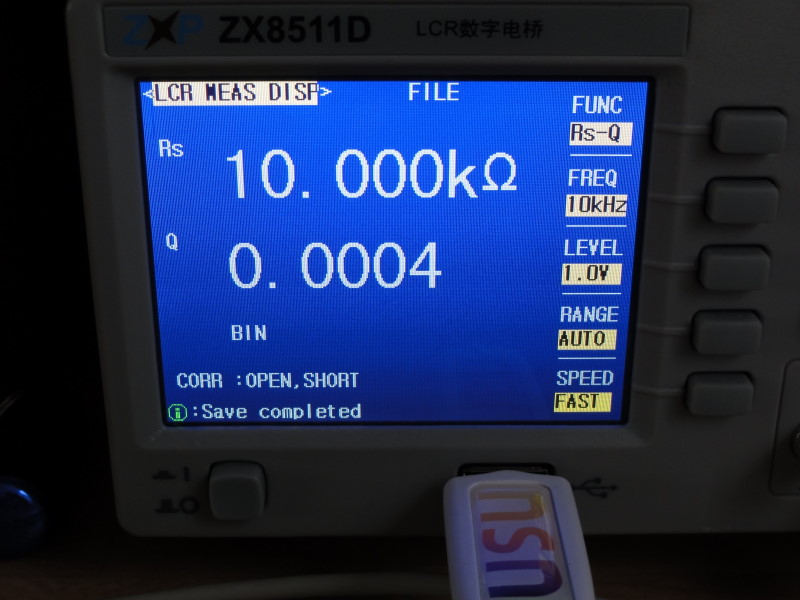 ZXP ZX8511D LCR数字电桥
<LCR MEAS DISP> FILE
Rs 10.000kΩ
Q 0.0004
BIN
CORR :OPEN,SHORT
i:Save completed
FUNC
Rs-Q
FREQ
10kHz
LEVEL
1.0V
RANGE
AUTO
SPEED
FAST
usn